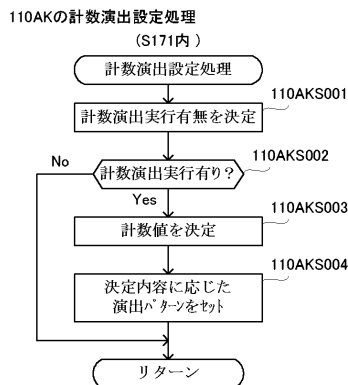 110AKの計数演出設定処理
(S171内 )
計数演出設定処理
110AKS001
計数演出実行有無を決定
110AKS002
No
計数演出実行有り?
Yes
110AKS003
計数値を決定
110AKS004
決定内容に応じた
演出パターンをセット
リターン